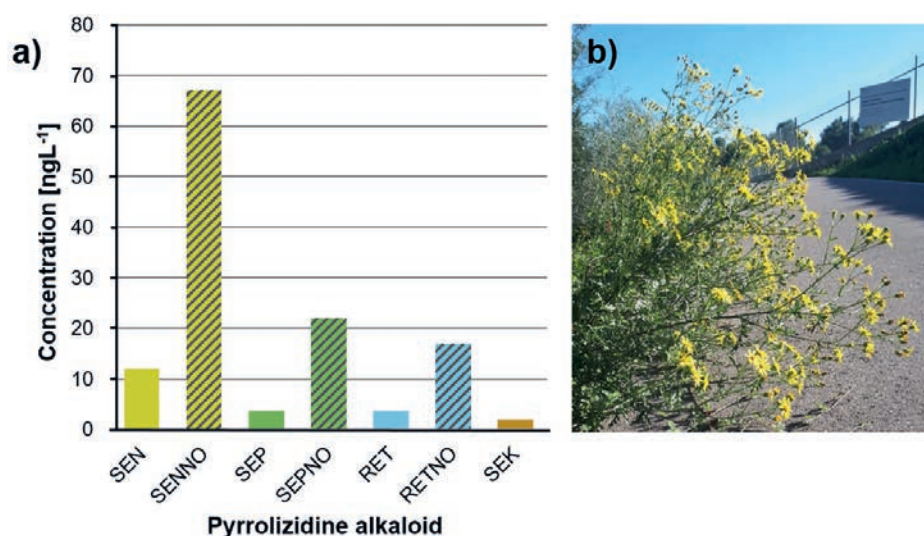 a)
Concentration [ngL-1]
80
70
60
50
40
30
20
10
0
SEN
SENNO
SEP
SEPNO
RET
RETNO
SEK
Pyrrolizidine alkaloid
b)